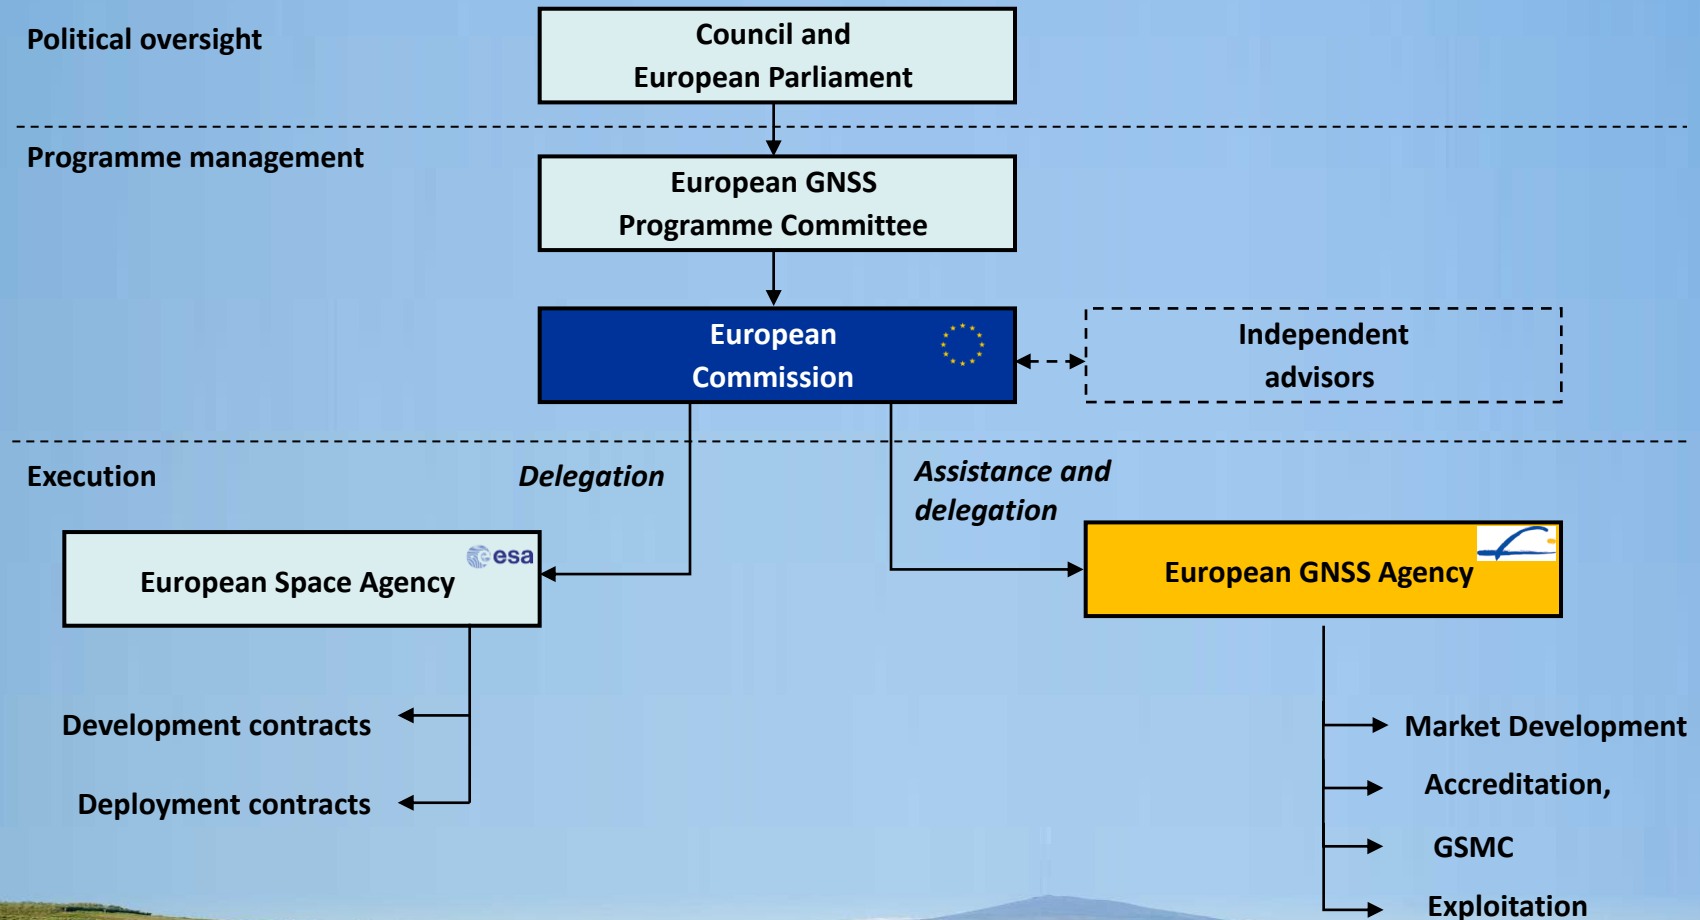 Political oversight
Council and
European Parliament
Programme management
European GNSS
Programme Committee
European
Commission
Independent
advisors
Execution
Delegation
Assistance and
delegation
esa
European Space Agency
European GNSS Agency
Development contracts
Deployment contracts
Market Development
Accreditation,
GSMC
Exploitation